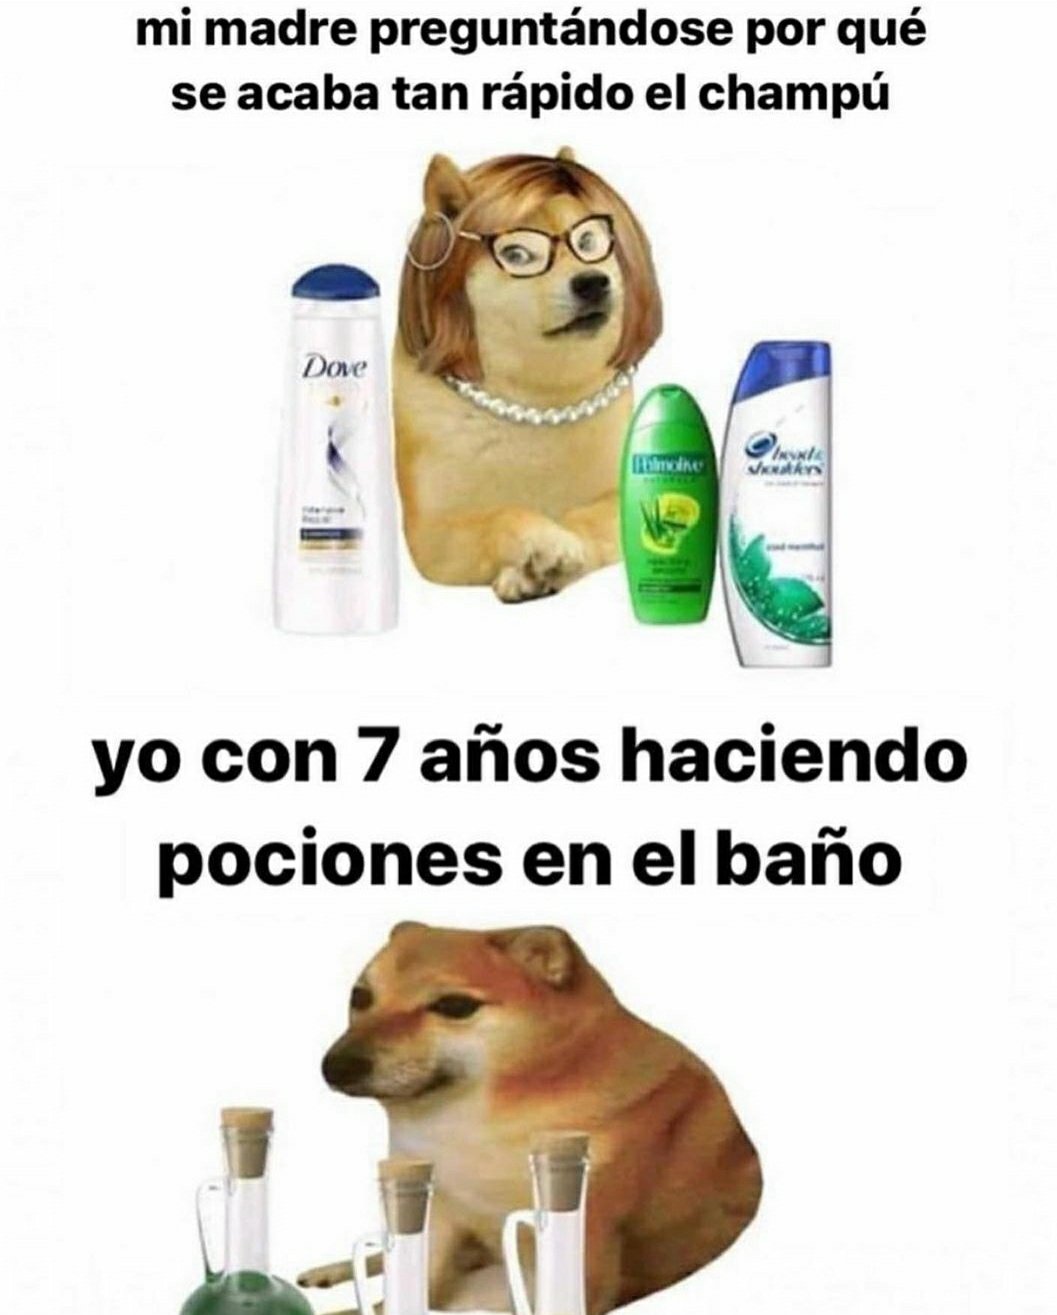 mi madre preguntándose por qué
se acaba tan rápido el champú
Dove
Palmolive
head &
shoulders
yo con 7 años haciendo
pociones en el baño